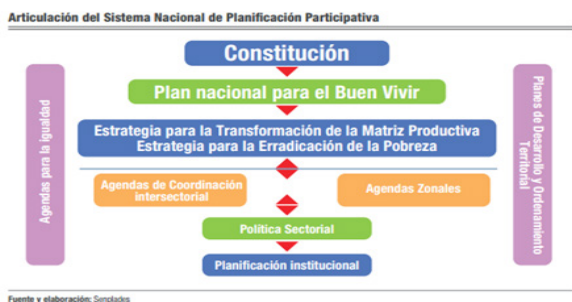 Articulación del Sistema Nacional de Planificación Participativa
Constitución
Plan nacional para el Buen Vivir
Estrategia para la Transformación de la Matriz Productiva
Estrategia para la Erradicación de la Pobreza
Agendas para la Igualdad
Agendas de Coordinación
intersectorial
Agendas Zonales
Planes de Desarrollo y Ordenamiento
Territorial
Política Sectorial
Planificación institucional
Fuente y elaboración: Senplades